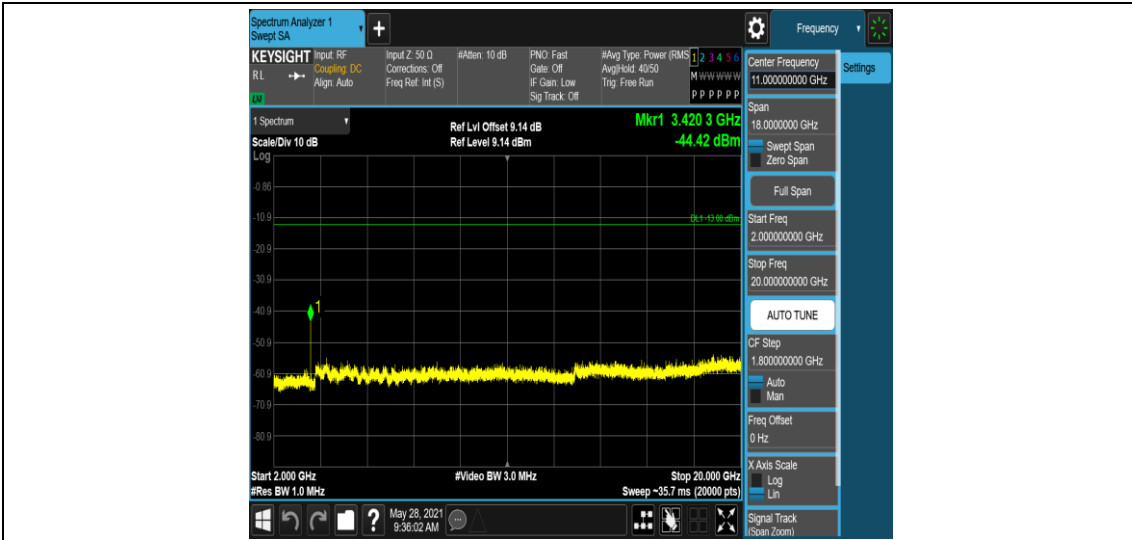 Spectrum Analyzer 1
Swept SA
+
Frequency
KEYSIGHT
RL
Input: RF
Coupling: DC
Align: Auto
Input Z: 50 Ω
Corrections: Off
Freq Ref: Int (S)
#Atten: 10 dB
PNO: Fast
Gate: Off
IF Gain: Low
Sig Track: Off
#Avg Type: Power (RMS
Avg|Hold: 40/50
Trig: Free Run
1 2 3 4 5 6
M W W W W W
P P P P P P
1 Spectrum
Scale/Div 10 dB
Log
Ref Lvl Offset 9.14 dB
Ref Level 9.14 dBm
Mkr1 3.420 3 GHz
-44.42 dBm
-0.86
-10.9
DL1 -13.00 dBm
-20.9
-30.9
-40.9
1
-50.9
-60.9
-70.9
-80.9
Start 2.000 GHz
#Res BW 1.0 MHz
#Video BW 3.0 MHz
Stop 20.000 GHz
Sweep ~35.7 ms (20000 pts)
?
May 28, 2021
9:36:02 AM
Center Frequency
11.000000000 GHz
Settings
Span
18.0000000 GHz
Swept Span
Zero Span
Full Span
Start Freq
2.000000000 GHz
Stop Freq
20.000000000 GHz
AUTO TUNE
CF Step
1.800000000 GHz
Auto
Man
Freq Offset
0 Hz
X Axis Scale
Log
Lin
Signal Track
(Span Zoom)